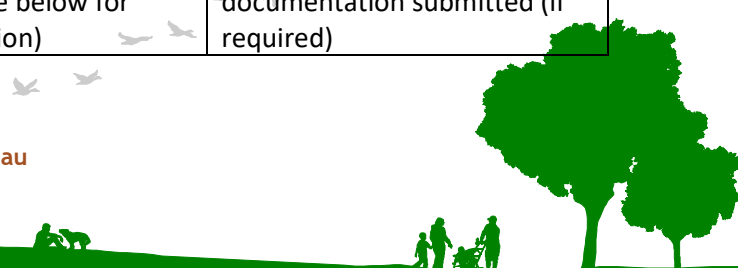 e below for
ion)
documentation submitted (if
required)
au